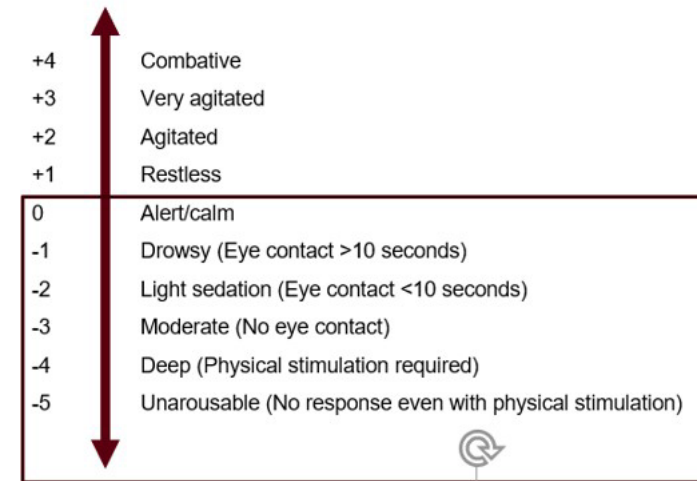 +4 Combative
+3 Very agitated
+2 Agitated
+1 Restless
0 Alert/calm
-1 Drowsy (Eye contact >10 seconds)
-2 Light sedation (Eye contact <10 seconds)
-3 Moderate (No eye contact)
-4 Deep (Physical stimulation required)
-5 Unarousable (No response even with physical stimulation)